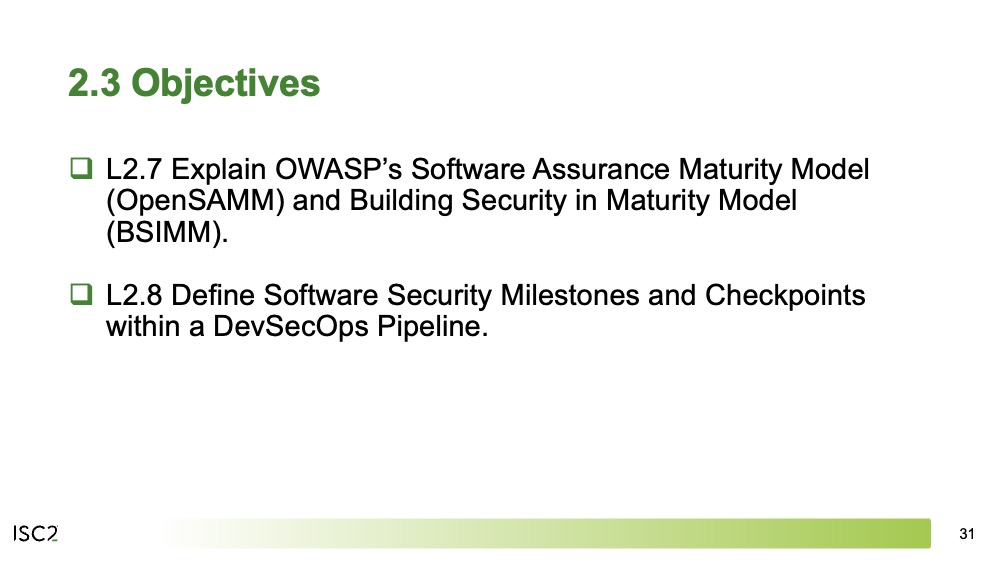 2.3 Objectives
L2.7 Explain OWASP’s Software Assurance Maturity Model
(OpenSAMM) and Building Security in Maturity Model
(BSIMM).
L2.8 Define Software Security Milestones and Checkpoints
within a DevSecOps Pipeline.
ISC2
31